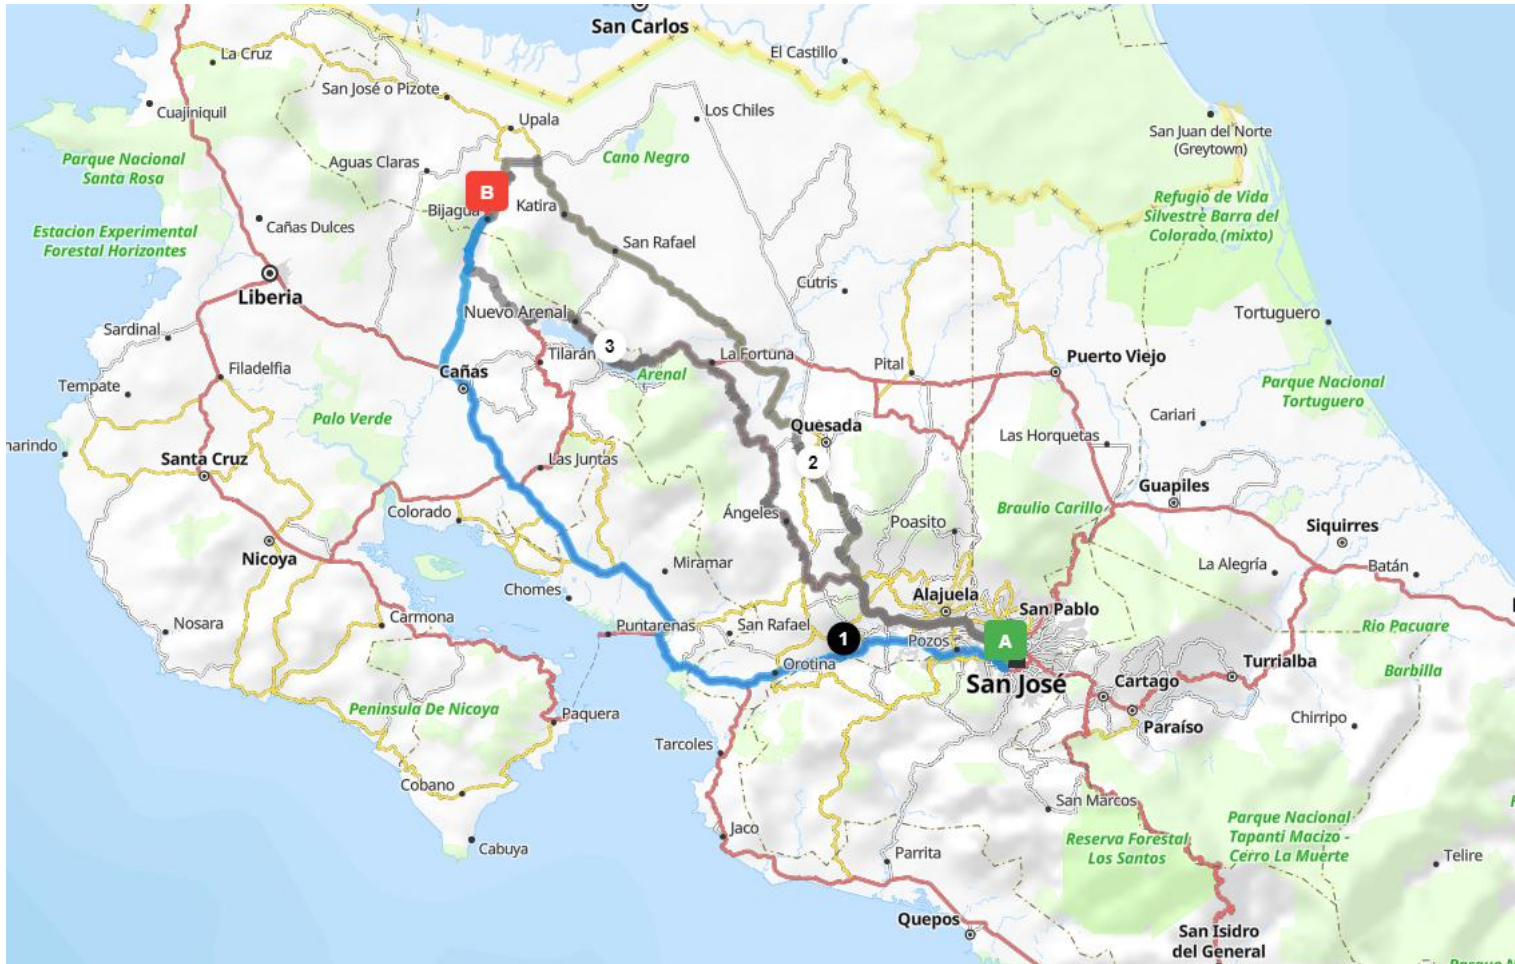 San Carlos
El Castillo
La Cruz
San José o Pizote
Cuajiniquil
Los Chiles
Upala
San Juan del Norte
(Greytown)
Parque Nacional
Santa Rosa
Aguas Claras
Cano Negro
B
Bijagua
Katira
Refugio de Vida
Silvestre Barra del
Colorado (mixto)
Estacion Experimental
Forestal Horizontes
Cañas Dulces
San Rafael
Liberia
Cutris
Nuevo Arenal
Tortuguero
Sardinal
3
Tilarán
La Fortuna
Pital
Puerto Viejo
Filadelfia
Cañas
Arenal
Tempate
Parque Nacional
Tortuguero
Palo Verde
Cariari
Quesada
Las Horquetas
narindo
Santa Cruz
Las Juntas
2
Guapiles
Colorado
Ángeles
Poasito
Braulio Carillo
Siquirres
Nicoya
Miramar
La Alegría
Batán
Chomes
Alajuela
San Pablo
Nosara
Carmona
Puntarenas
San Rafael
1
Pozos
A
Rio Pacuare
Orotina
San José
Turrialba
Barbilla
Cartago
Peninsula De Nicoya
Paquera
Paraíso
Chirripo
Tarcoles
Cobano
San Marcos
Parque Nacional
Tapanti Macizo -
Cerro La Muerte
Jaco
Reserva Forestal
Los Santos
Cabuya
Parrita
Telire
Quepos
San Isidro
del General